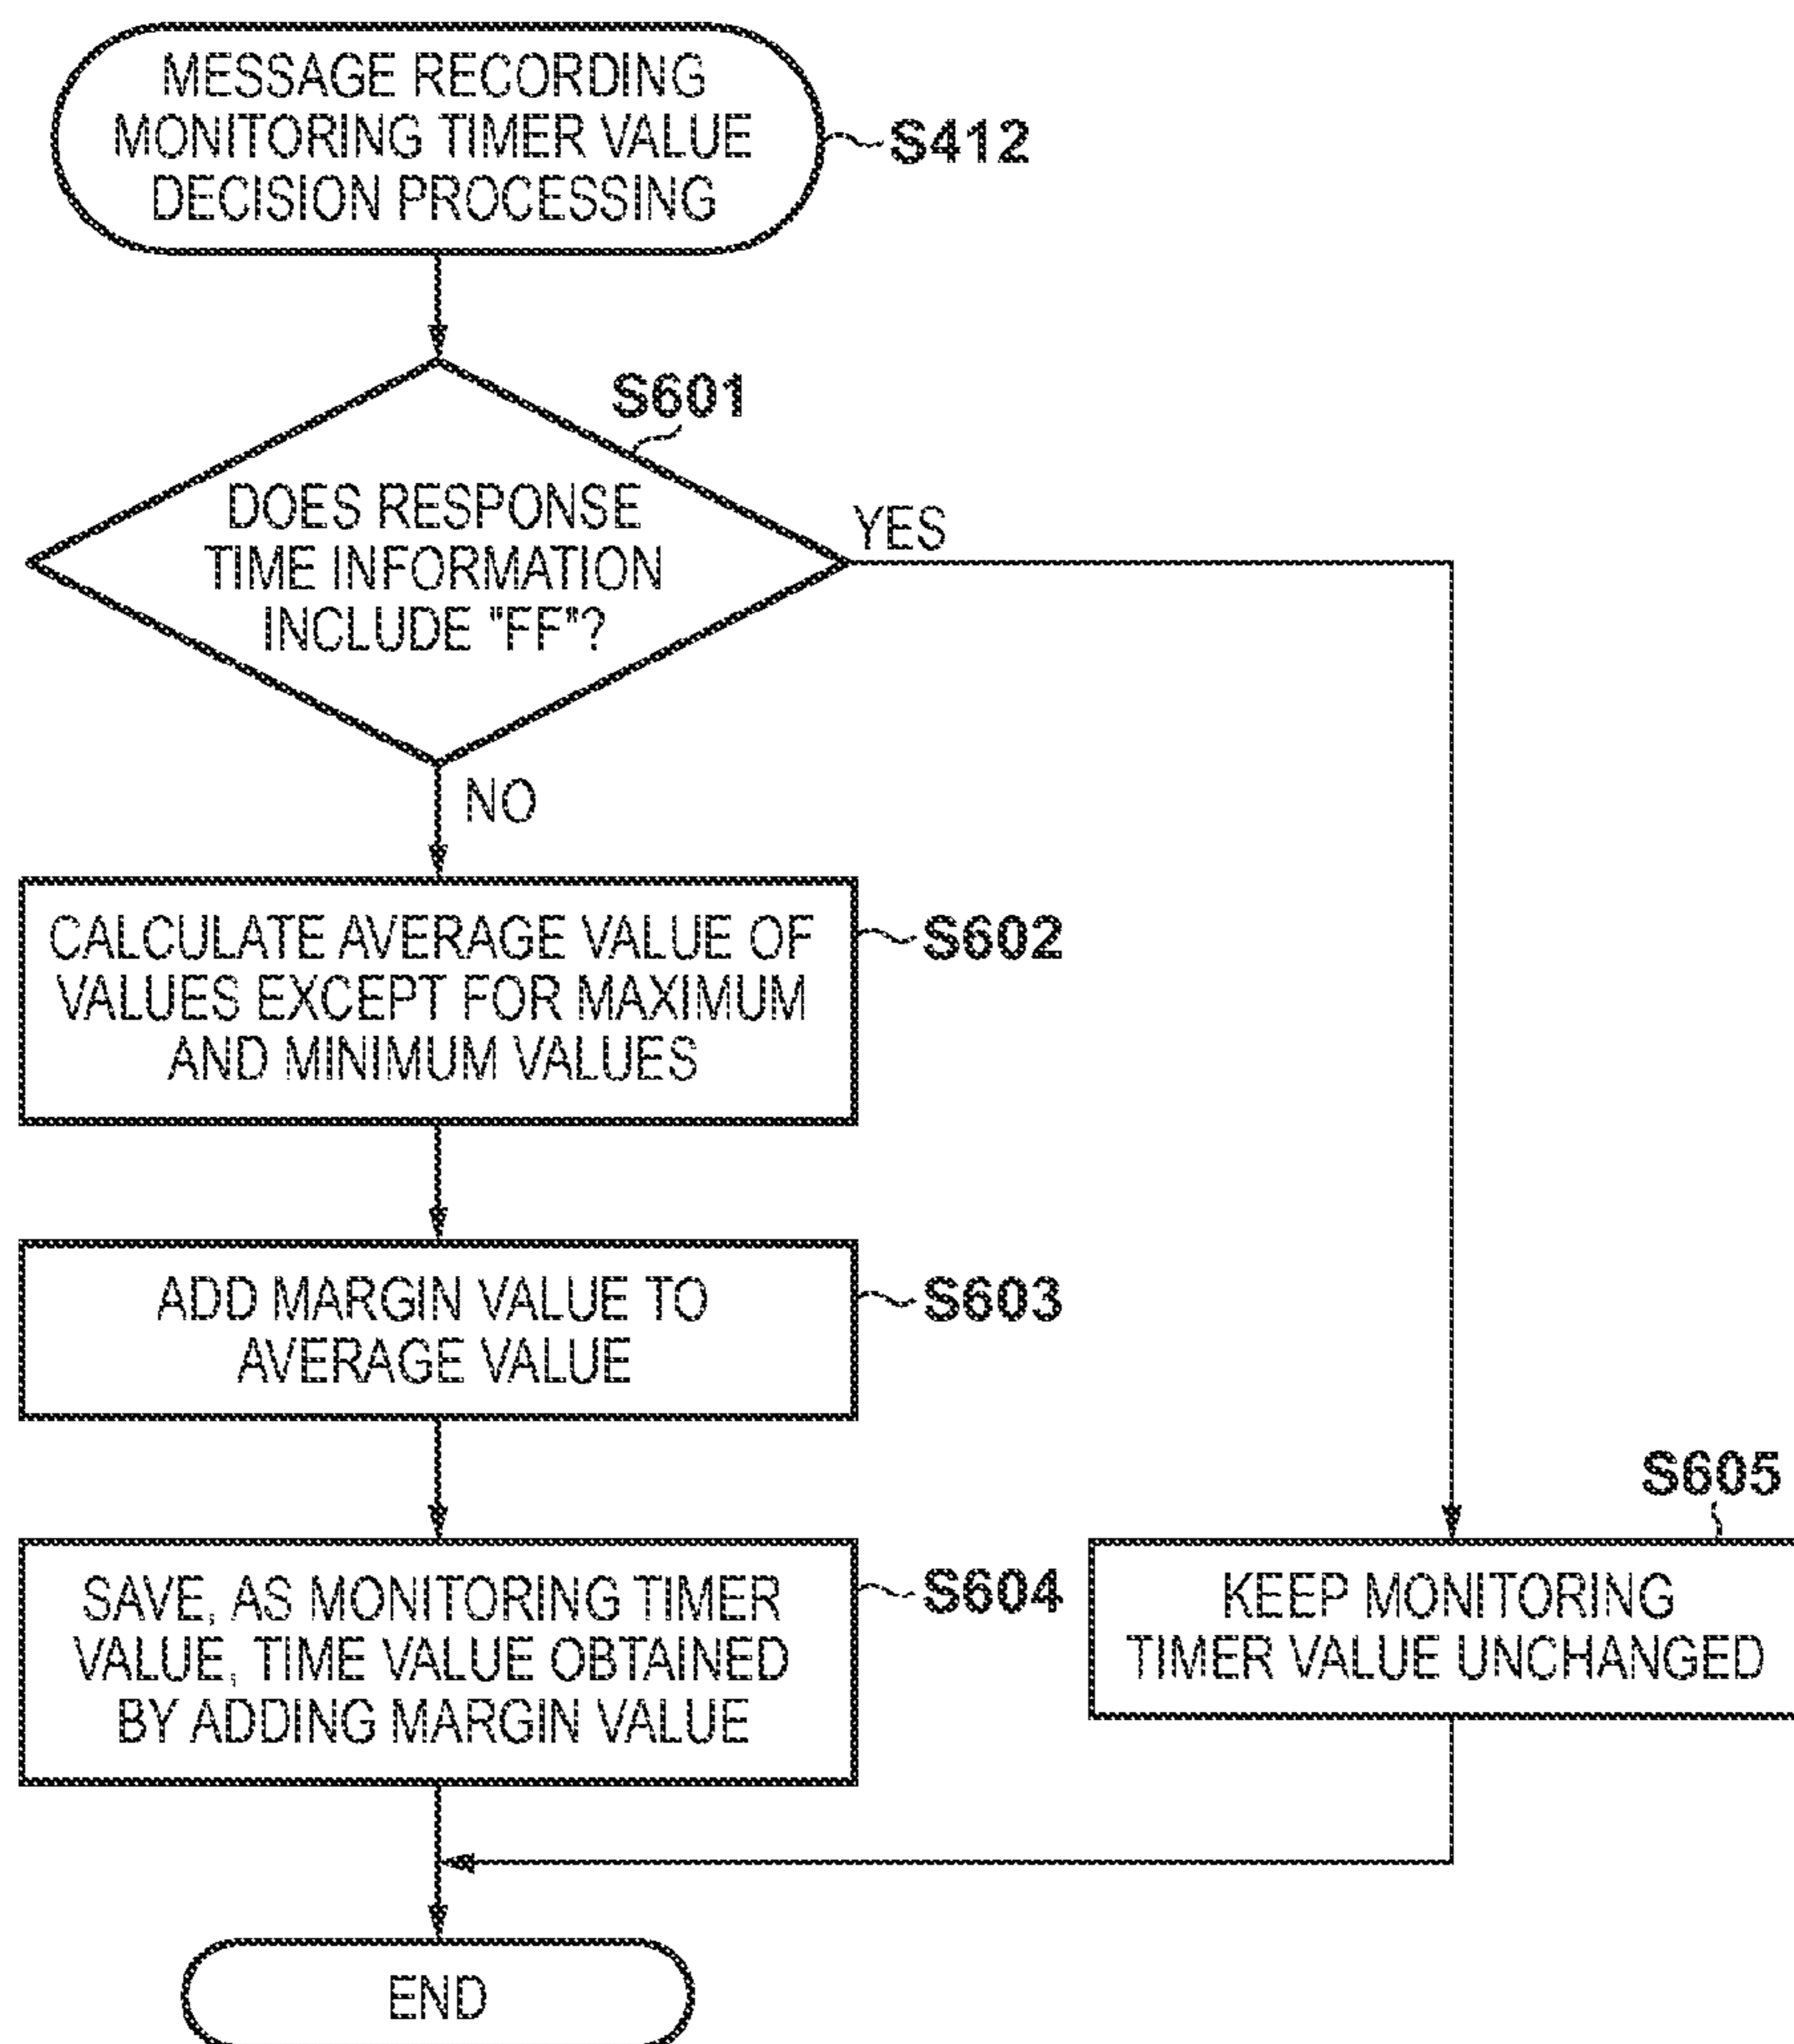 MESSAGE RECORDING
MONITORING TIMER VALUE
DECISION PROCESSING
S412
S601
DOES RESPONSE
TIME INFORMATION
INCLUDE "FF"?
YES
NO
CALCULATE AVERAGE VALUE OF
VALUES EXCEPT FOR MAXIMUM
AND MINIMUM VALUES
S602
ADD MARGIN VALUE TO
AVERAGE VALUE
S603
SAVE, AS MONITORING TIMER
VALUE, TIME VALUE OBTAINED
BY ADDING MARGIN VALUE
S604
S605
KEEP MONITORING
TIMER VALUE UNCHANGED
END